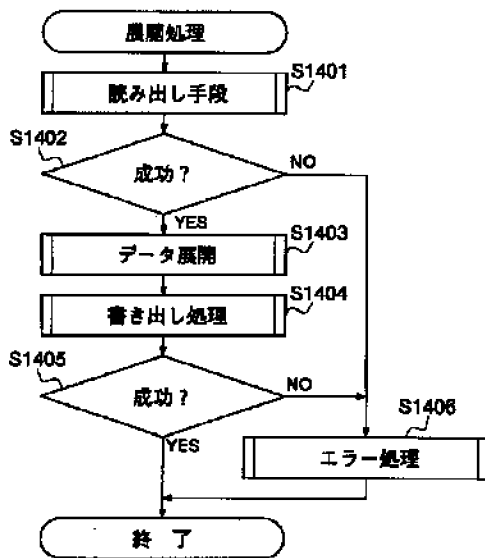 展開処理
S1401
読み出し手段
S1402
成功？
NO
YES
S1403
データ展開
S1404
書き出し処理
S1405
成功？
NO
YES
S1406
エラー処理
終了